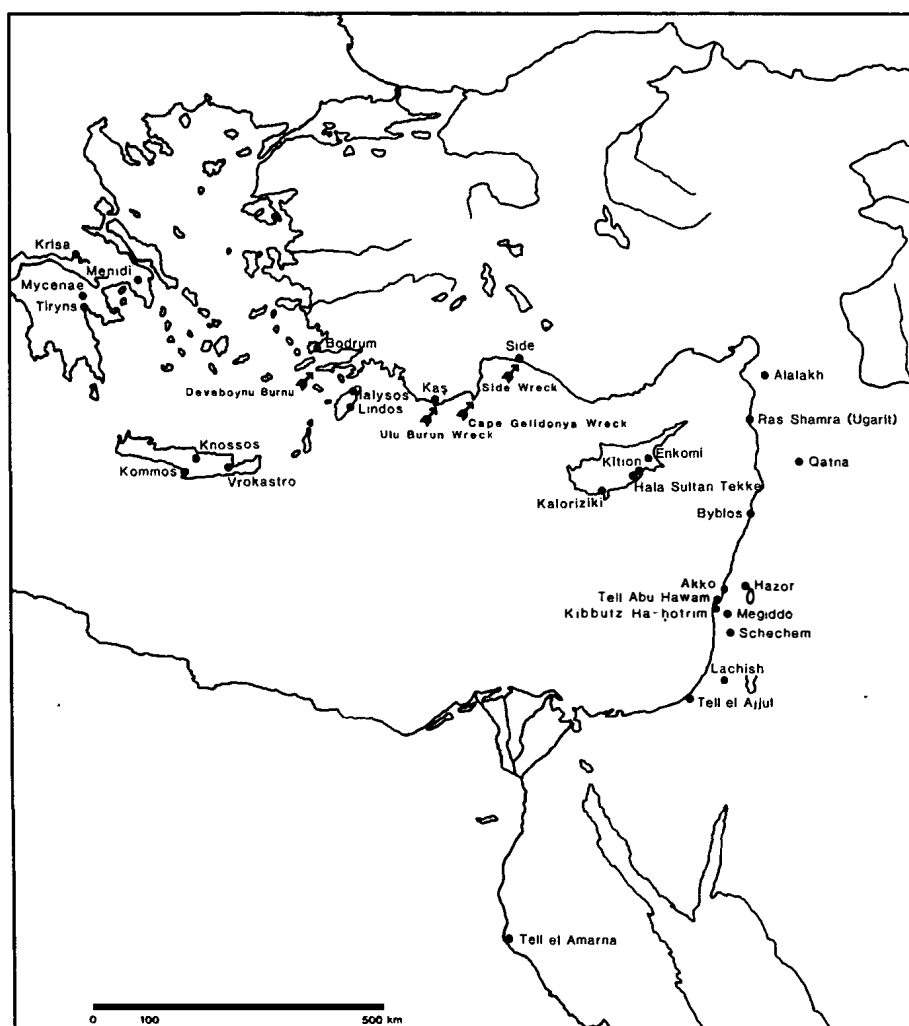 Krisa
Menidi
Mycenae
Tiryns
Bodrum
Side
Deveboynu Burnu
Ialysos
Lindos
Kaş
Side Wreck
Cape Gelidonya Wreck
Ulu Burun Wreck
Alalakh
Ras Shamra (Ugarit)
Knossos
Kommos
Vrokastro
Enkomi
Kition
Hala Sultan Tekke
Kaloriziki
Qatna
Byblos
Akko
Hazor
Tell Abu Hawam
Kibbutz Ha-ḥotrim
Megiddo
Schechem
Lachish
Tell el Ajjul
Tell el Amarna
0 100 500 km